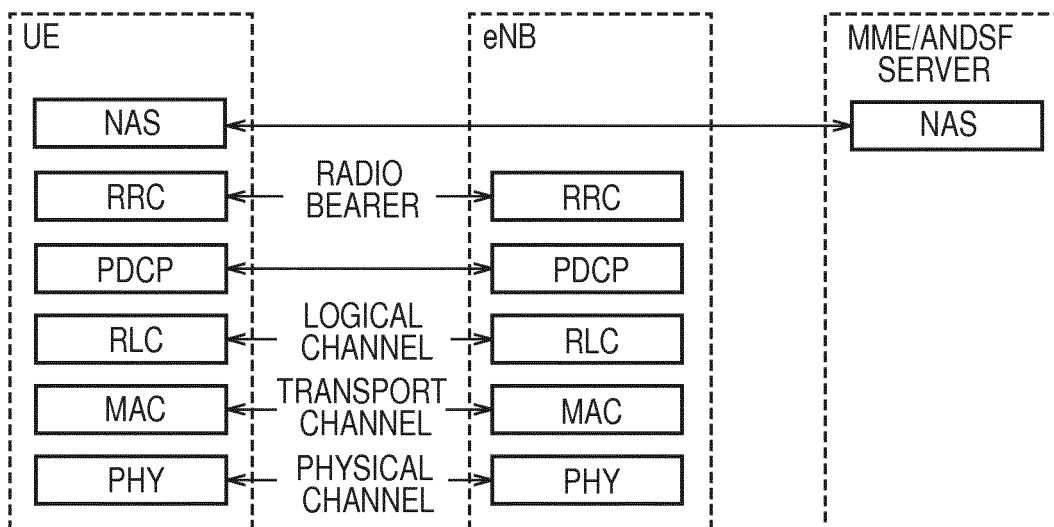 UE
eNB
MME/ANDSF
SERVER
NAS
NAS
RRC
RADIO
BEARER
RRC
PDCP
PDCP
RLC
LOGICAL
CHANNEL
RLC
MAC
TRANSPORT
CHANNEL
MAC
PHY
PHYSICAL
CHANNEL
PHY